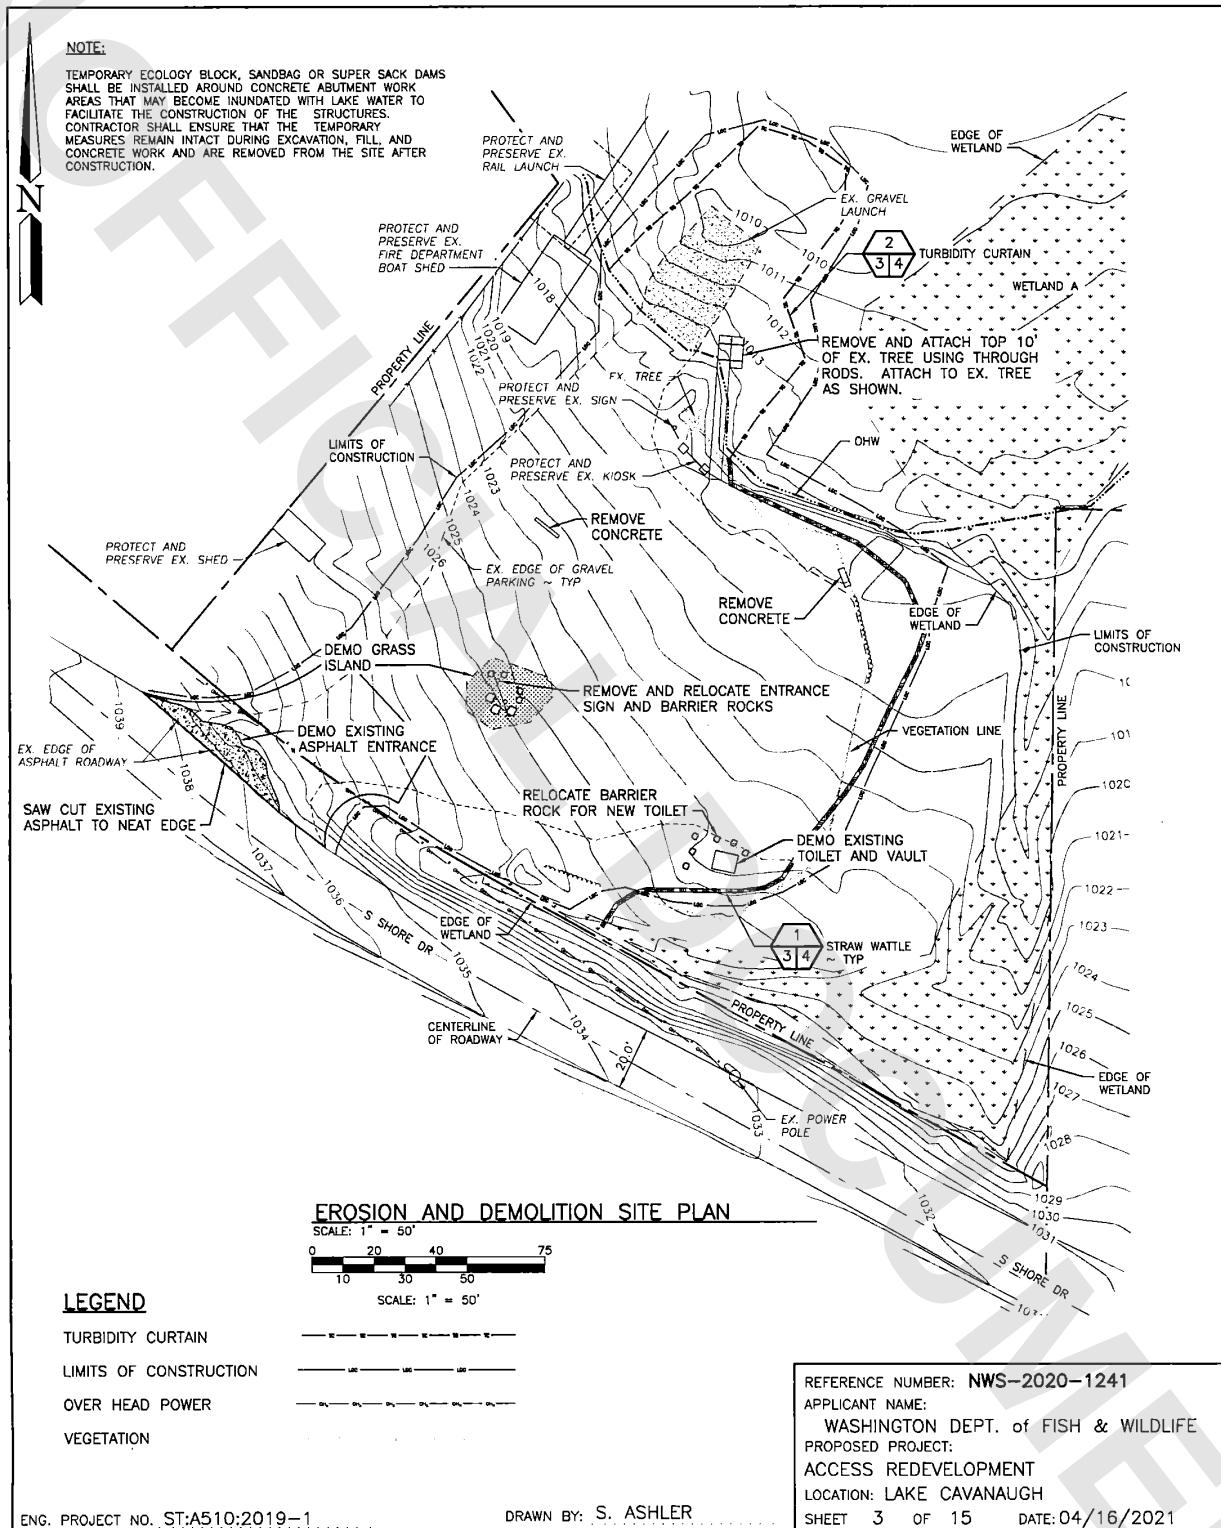 NOTE:
TEMPORARY ECOLOGY BLOCK, SANDBAG OR SUPER SACK DAMS
SHALL BE INSTALLED AROUND CONCRETE ABUTMENT WORK
AREAS THAT MAY BECOME INUNDATED WITH LAKE WATER TO
FACILITATE THE CONSTRUCTION OF THE STRUCTURES.
CONTRACTOR SHALL ENSURE THAT THE TEMPORARY
MEASURES REMAIN INTACT DURING EXCAVATION, FILL, AND
CONCRETE WORK AND ARE REMOVED FROM THE SITE AFTER
CONSTRUCTION.
N
PROTECT AND
PRESERVE EX.
RAIL LAUNCH
EDGE OF
WETLAND
EX. GRAVEL
LAUNCH
PROTECT AND
PRESERVE EX.
FIRE DEPARTMENT
BOAT SHED
1010
1010
1011
1012
1013
2
3 4
TURBIDITY CURTAIN
WETLAND A
1018
1019
1020
1021
1022
PROPERTY LINE
REMOVE AND ATTACH TOP 10'
OF EX. TREE USING THROUGH
RODS. ATTACH TO EX. TREE
AS SHOWN.
EX. TREE
PROTECT AND
PRESERVE EX. SIGN
LIMITS OF
CONSTRUCTION
OHW
PROTECT AND
PRESERVE EX. KIOSK
1023
1024
1025
1026
REMOVE
CONCRETE
PROTECT AND
PRESERVE EX. SHED
EX. EDGE OF GRAVEL
PARKING ~ TYP
REMOVE
CONCRETE
EDGE OF
WETLAND
LIMITS OF
CONSTRUCTION
DEMO GRASS
ISLAND
REMOVE AND RELOCATE ENTRANCE
SIGN AND BARRIER ROCKS
PROPERTY LINE
VEGETATION LINE
1039
1038
EX. EDGE OF
ASPHALT ROADWAY
DEMO EXISTING
ASPHALT ENTRANCE
SAW CUT EXISTING
ASPHALT TO NEAT EDGE
RELOCATE BARRIER
ROCK FOR NEW TOILET
DEMO EXISTING
TOILET AND VAULT
101
1020
1021
1022
1023
1024
1025
1026
1027
1028
1029
1030
1031
1037
1036
1035
1034
1033
1032
S SHORE DR
EDGE OF
WETLAND
1
3 4
STRAW WATTLE
~ TYP
CENTERLINE
OF ROADWAY
20.0'
PROPERTY LINE
EDGE OF
WETLAND
EX. POWER
POLE
S SHORE DR
EROSION AND DEMOLITION SITE PLAN
SCALE: 1" = 50'
0 20 40 75
10 30 50
SCALE: 1" = 50'
LEGEND
TURBIDITY CURTAIN
LIMITS OF CONSTRUCTION
OVER HEAD POWER
VEGETATION
REFERENCE NUMBER: NWS-2020-1241
APPLICANT NAME:
WASHINGTON DEPT. of FISH & WILDLIFE
PROPOSED PROJECT:
ACCESS REDEVELOPMENT
LOCATION: LAKE CAVANAUGH
SHEET 3 OF 15 DATE: 04/16/2021
ENG. PROJECT NO. ST:A510:2019-1
DRAWN BY: S. ASHLER